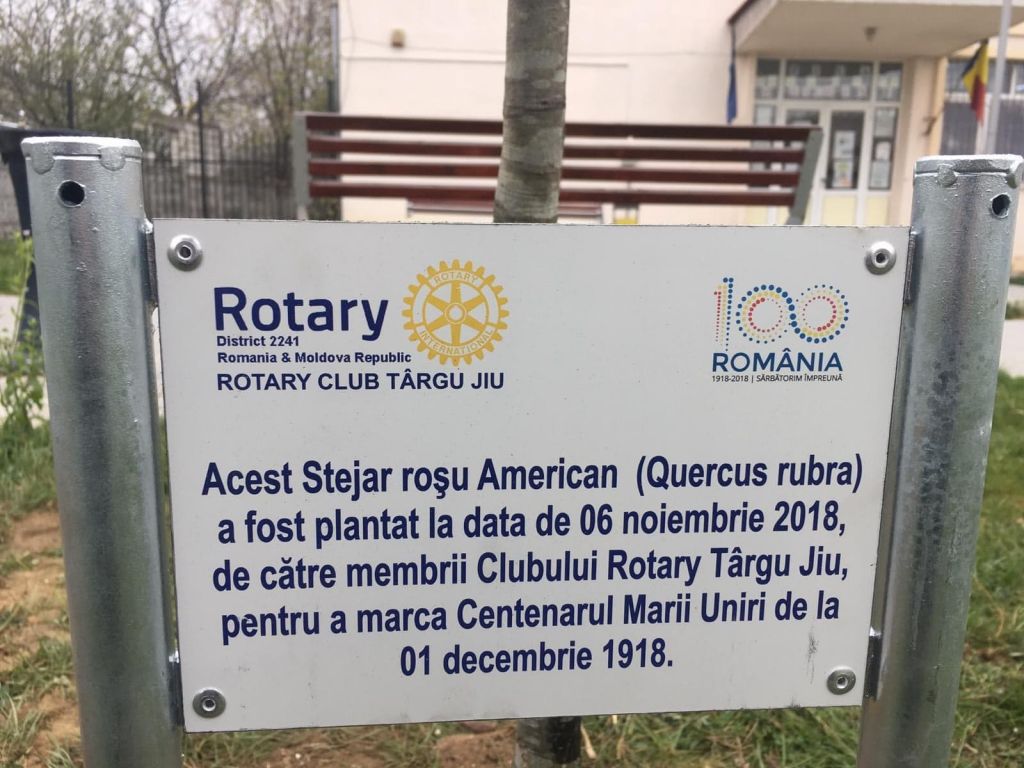 Rotary
ROTARY
INTERNATIONAL
District 2241
Romania & Moldova Republic
ROTARY CLUB TÂRGU JIU
100
ROMÂNIA
1918-2018 | SĂRBĂTORIM ÎMPREUNĂ
Acest Stejar roşu American (Quercus rubra)
a fost plantat la data de 06 noiembrie 2018,
de către membrii Clubului Rotary Târgu Jiu,
pentru a marca Centenarul Marii Uniri de la
01 decembrie 1918.